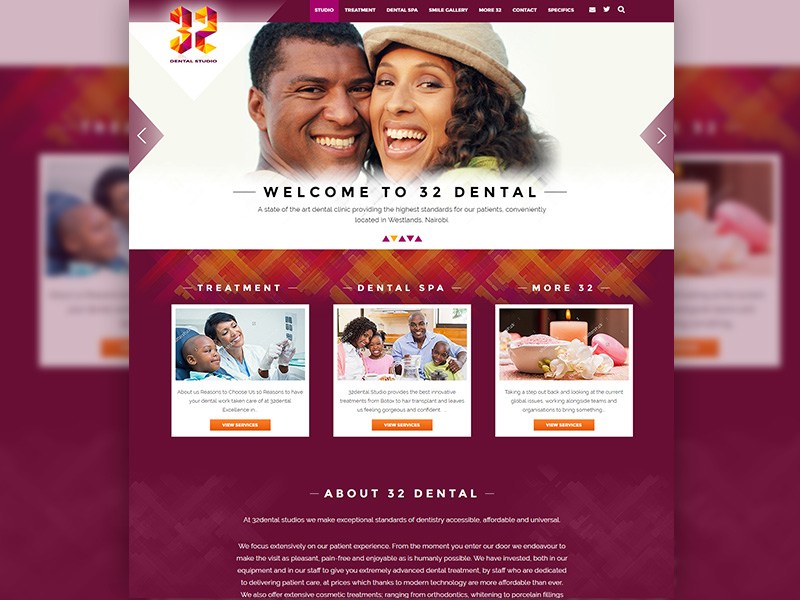 32
DENTAL STUDIO
STUDIO TREATMENT DENTAL SPA SMILE GALLERY MORE 32 CONTACT SPECIFICS
WELCOME TO 32 DENTAL
A state of the art dental clinic providing the highest standards for our patients, conveniently
located in Westlands, Nairobi.
TREATMENT
DENTAL SPA
MORE 32
About us Reasons to Choose Us 10 Reasons to have
your dental work taken care of at 32dental
Excellence in...
VIEW SERVICES
32dental Studio provides the best innovative
treatments from Botox to hair transplant and leaves
us feeling gorgeous and confident. ...
VIEW SERVICES
Taking a step out back and looking at the current
global issues, working alongside teams and
organisations to bring something...
VIEW SERVICES
ABOUT 32 DENTAL
At 32dental studios we make exceptional standards of dentistry accessible, affordable and universal.
We focus extensively on our patient experience. From the moment you enter our door we endeavour to
make the visit as pleasant, pain-free and enjoyable as is humanly possible. We have invested, both in our
equipment and in our staff to give you extremely advanced dental treatment, by staff who are dedicated
to delivering patient care, at prices which thanks to modern technology are more affordable than ever.
We also offer extensive cosmetic treatments; ranging from orthodontics, whitening to porcelain fillings